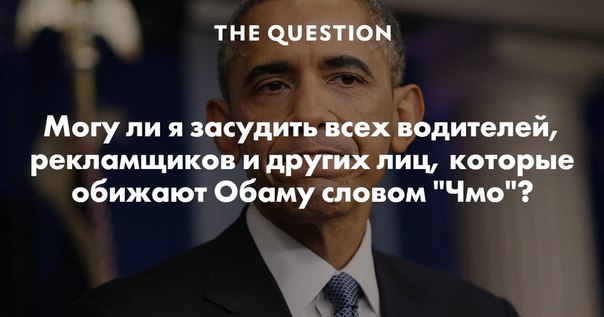 THE QUESTION
Могу ли я засудить всех водителей,
рекламщиков и других лиц, которые
обижают Обаму словом "Чмо"?